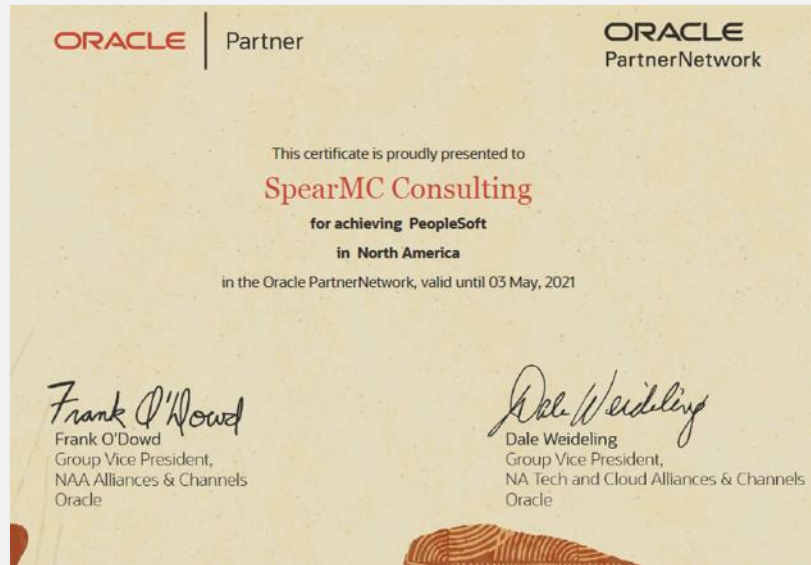 ORACLE Partner
ORACLE
PartnerNetwork
This certificate is proudly presented to
SpearMC Consulting
for achieving PeopleSoft
in North America
in the Oracle PartnerNetwork, valid until 03 May, 2021
Frank O'Dowd
Frank O'Dowd
Group Vice President,
NAA Alliances & Channels
Oracle
Dale Weideling
Dale Weideling
Group Vice President,
NA Tech and Cloud Alliances & Channels
Oracle